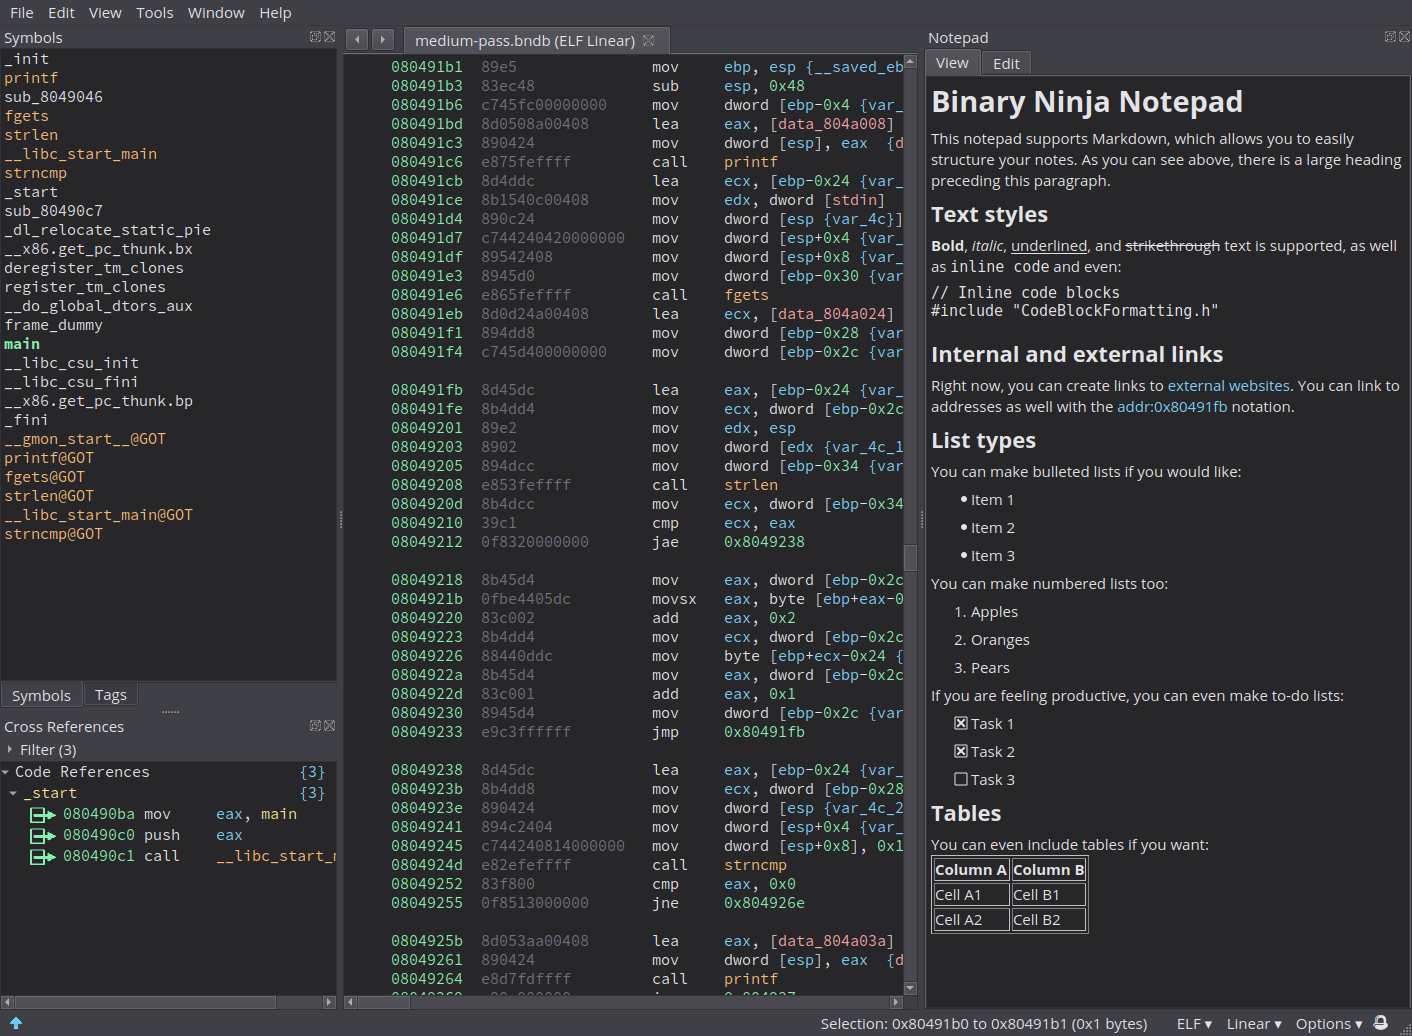 File Edit View Tools Window Help
Symbols
_init
printf
sub_8049046
fgets
strlen
__libc_start_main
strncmp
_start
sub_80490c7
_dl_relocate_static_pie
__x86.get_pc_thunk.bx
deregister_tm_clones
register_tm_clones
__do_global_dtors_aux
frame_dummy
main
__libc_csu_init
__libc_csu_fini
__x86.get_pc_thunk.bp
_fini
__gmon_start__@GOT
printf@GOT
fgets@GOT
strlen@GOT
__libc_start_main@GOT
strncmp@GOT
Symbols Tags
Cross References
Filter (3)
Code References {3}
_start {3}
080490ba mov eax, main
080490c0 push eax
080490c1 call __libc_start_
medium-pass.bndb (ELF Linear)
080491b1 89e5 mov ebp, esp {__saved_eb
080491b3 83ec48 sub esp, 0x48
080491b6 c745fc00000000 mov dword [ebp-0x4 {var_
080491bd 8d0508a00408 lea eax, [data_804a008]
080491c3 890424 mov dword [esp], eax {d
080491c6 e875feffff call printf
080491cb 8d4ddc lea ecx, [ebp-0x24 {var_
080491ce 8b1540c00408 mov edx, dword [stdin]
080491d4 890c24 mov dword [esp {var_4c}]
080491d7 c744240420000000 mov dword [esp+0x4 {var_
080491df 89542408 mov dword [esp+0x8 {var_
080491e3 8945d0 mov dword [ebp-0x30 {var
080491e6 e865feffff call fgets
080491eb 8d0d24a00408 lea ecx, [data_804a024]
080491f1 894dd8 mov dword [ebp-0x28 {var
080491f4 c745d400000000 mov dword [ebp-0x2c {var
080491fb 8d45dc lea eax, [ebp-0x24 {var_
080491fe 8b4dd4 mov ecx, dword [ebp-0x2c
08049201 89e2 mov edx, esp
08049203 8902 mov dword [edx {var_4c_1
08049205 894dcc mov dword [ebp-0x34 {var
08049208 e853feffff call strlen
0804920d 8b4dcc mov ecx, dword [ebp-0x34
08049210 39c1 cmp ecx, eax
08049212 0f8320000000 jae 0x8049238
08049218 8b45d4 mov eax, dword [ebp-0x2c
0804921b 0fbe4405dc movsx eax, byte [ebp+eax-0
08049220 83c002 add eax, 0x2
08049223 8b4dd4 mov ecx, dword [ebp-0x2c
08049226 88440ddc mov byte [ebp+ecx-0x24 {
0804922a 8b45d4 mov eax, dword [ebp-0x2c
0804922d 83c001 add eax, 0x1
08049230 8945d4 mov dword [ebp-0x2c {var
08049233 e9c3ffffff jmp 0x80491fb
08049238 8d45dc lea eax, [ebp-0x24 {var_
0804923b 8b4dd8 mov ecx, dword [ebp-0x28
0804923e 890424 mov dword [esp {var_4c_2
08049241 894c2404 mov dword [esp+0x4 {var_
08049245 c744240814000000 mov dword [esp+0x8], 0x1
0804924d e82efeffff call strncmp
08049252 83f800 cmp eax, 0x0
08049255 0f8513000000 jne 0x804926e
0804925b 8d053aa00408 lea eax, [data_804a03a]
08049261 890424 mov dword [esp], eax {d
08049264 e8d7fdffff call printf
Notepad
View Edit
Binary Ninja Notepad
This notepad supports Markdown, which allows you to easily
structure your notes. As you can see above, there is a large heading
preceding this paragraph.
Text styles
Bold, italic, underlined, and strikethrough text is supported, as well
as inline code and even:
// Inline code blocks
#include "CodeBlockFormatting.h"
Internal and external links
Right now, you can create links to external websites. You can link to
addresses as well with the addr:0x80491fb notation.
List types
You can make bulleted lists if you would like:
• Item 1
• Item 2
• Item 3
You can make numbered lists too:
1. Apples
2. Oranges
3. Pears
If you are feeling productive, you can even make to-do lists:
☒ Task 1
☒ Task 2
☐ Task 3
Tables
You can even include tables if you want:
Column A Column B
Cell A1 Cell B1
Cell A2 Cell B2
Selection: 0x80491b0 to 0x80491b1 (0x1 bytes) ELF ▾ Linear ▾ Options ▾